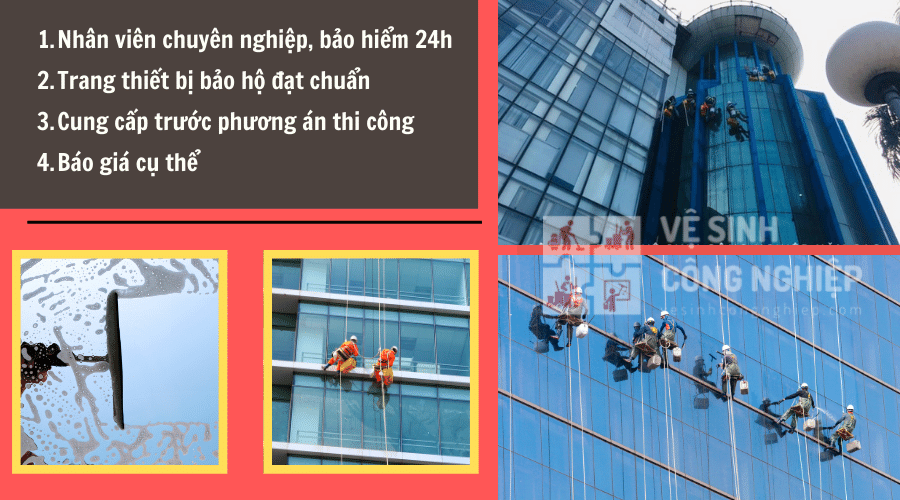 1. Nhân viên chuyên nghiệp, bảo hiểm 24h
2. Trang thiết bị bảo hộ đạt chuẩn
3. Cung cấp trước phương án thi công
4. Báo giá cụ thể
VỆ SINH
CÔNG NGHIỆP